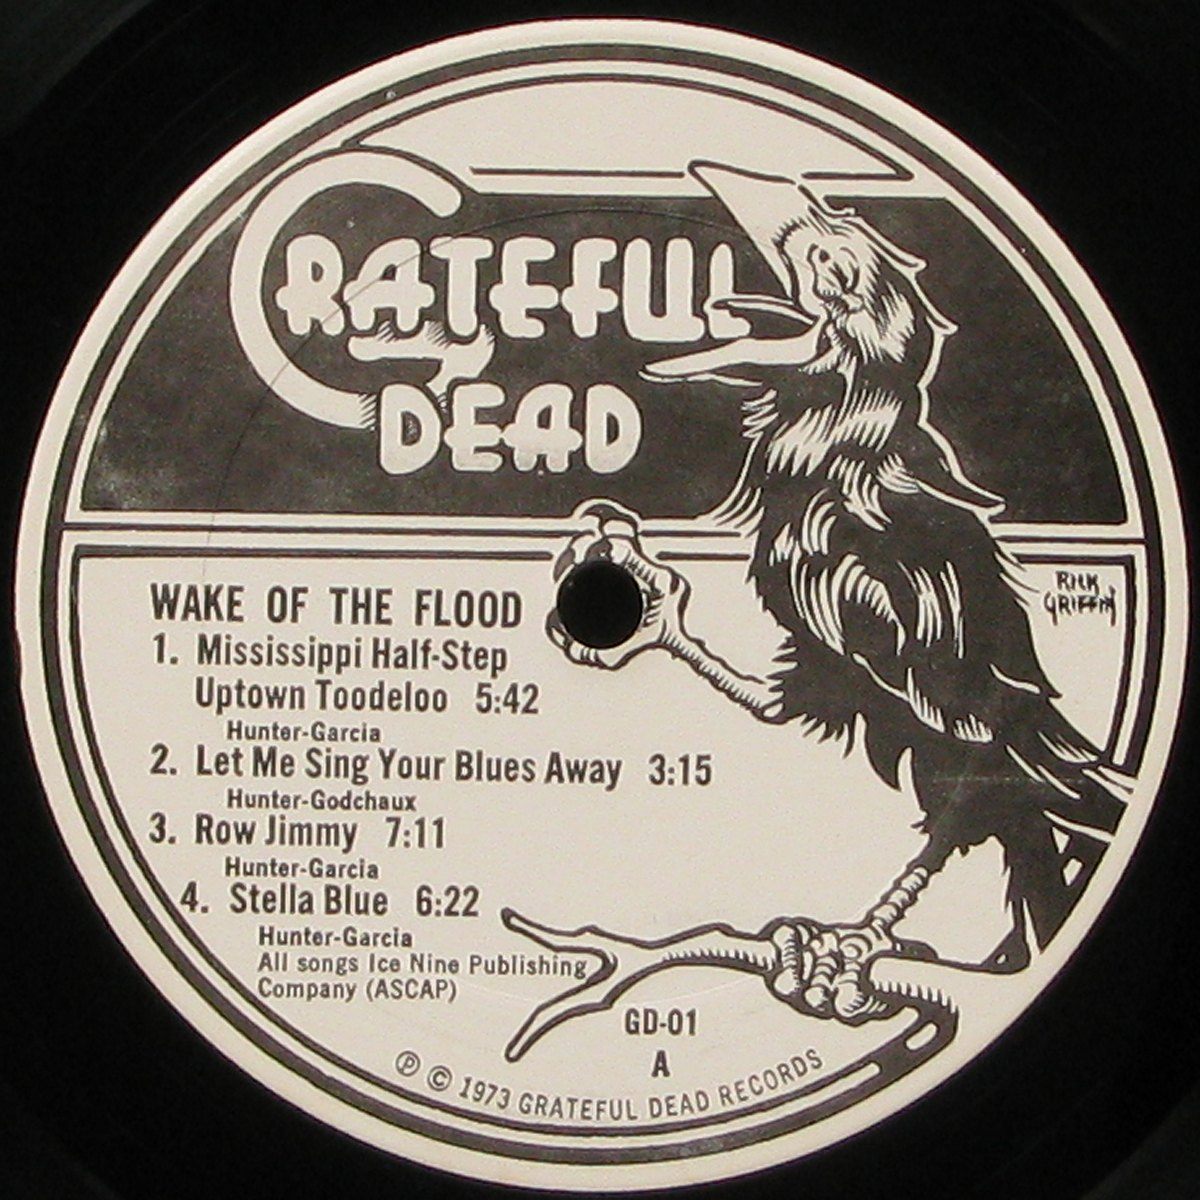 GRATEFUL
DEAD
RICK
GRIFFIN
WAKE OF THE FLOOD
1. Mississippi Half-Step
Uptown Toodeloo 5:42
Hunter-Garcia
2. Let Me Sing Your Blues Away 3:15
Hunter-Godchaux
3. Row Jimmy 7:11
Hunter-Garcia
4. Stella Blue 6:22
Hunter-Garcia
All songs Ice Nine Publishing
Company (ASCAP)
GD-01
A
℗ © 1973 GRATEFUL DEAD RECORDS